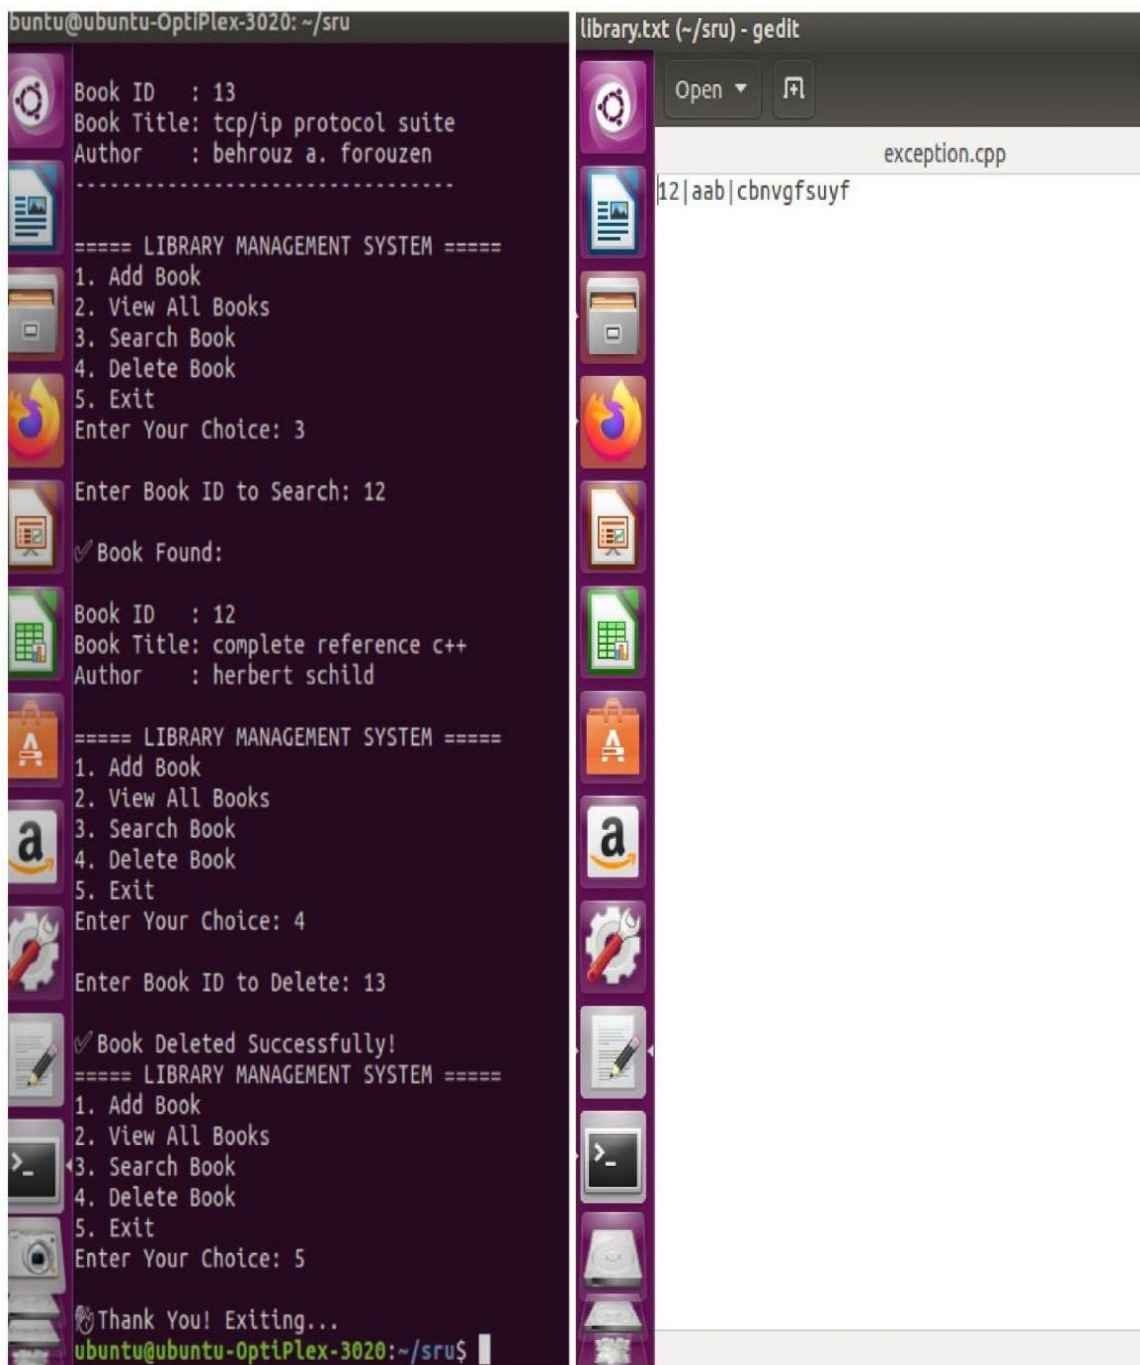 buntu@ubuntu-OptiPlex-3020: ~/sru
Book ID   : 13
Book Title: tcp/ip protocol suite
Author    : behrouz a. forouzen
---------------------------------
===== LIBRARY MANAGEMENT SYSTEM =====
1. Add Book
2. View All Books
3. Search Book
4. Delete Book
5. Exit
Enter Your Choice: 3
Enter Book ID to Search: 12
✅Book Found:
Book ID   : 12
Book Title: complete reference c++
Author    : herbert schild
===== LIBRARY MANAGEMENT SYSTEM =====
1. Add Book
2. View All Books
3. Search Book
4. Delete Book
5. Exit
Enter Your Choice: 4
Enter Book ID to Delete: 13
✅Book Deleted Successfully!
===== LIBRARY MANAGEMENT SYSTEM =====
1. Add Book
2. View All Books
3. Search Book
4. Delete Book
5. Exit
Enter Your Choice: 5
👋Thank You! Exiting...
ubuntu@ubuntu-OptiPlex-3020:~/sru$
library.txt (~/sru) - gedit
Open
exception.cpp
12|aab|cbnvgfsuyf